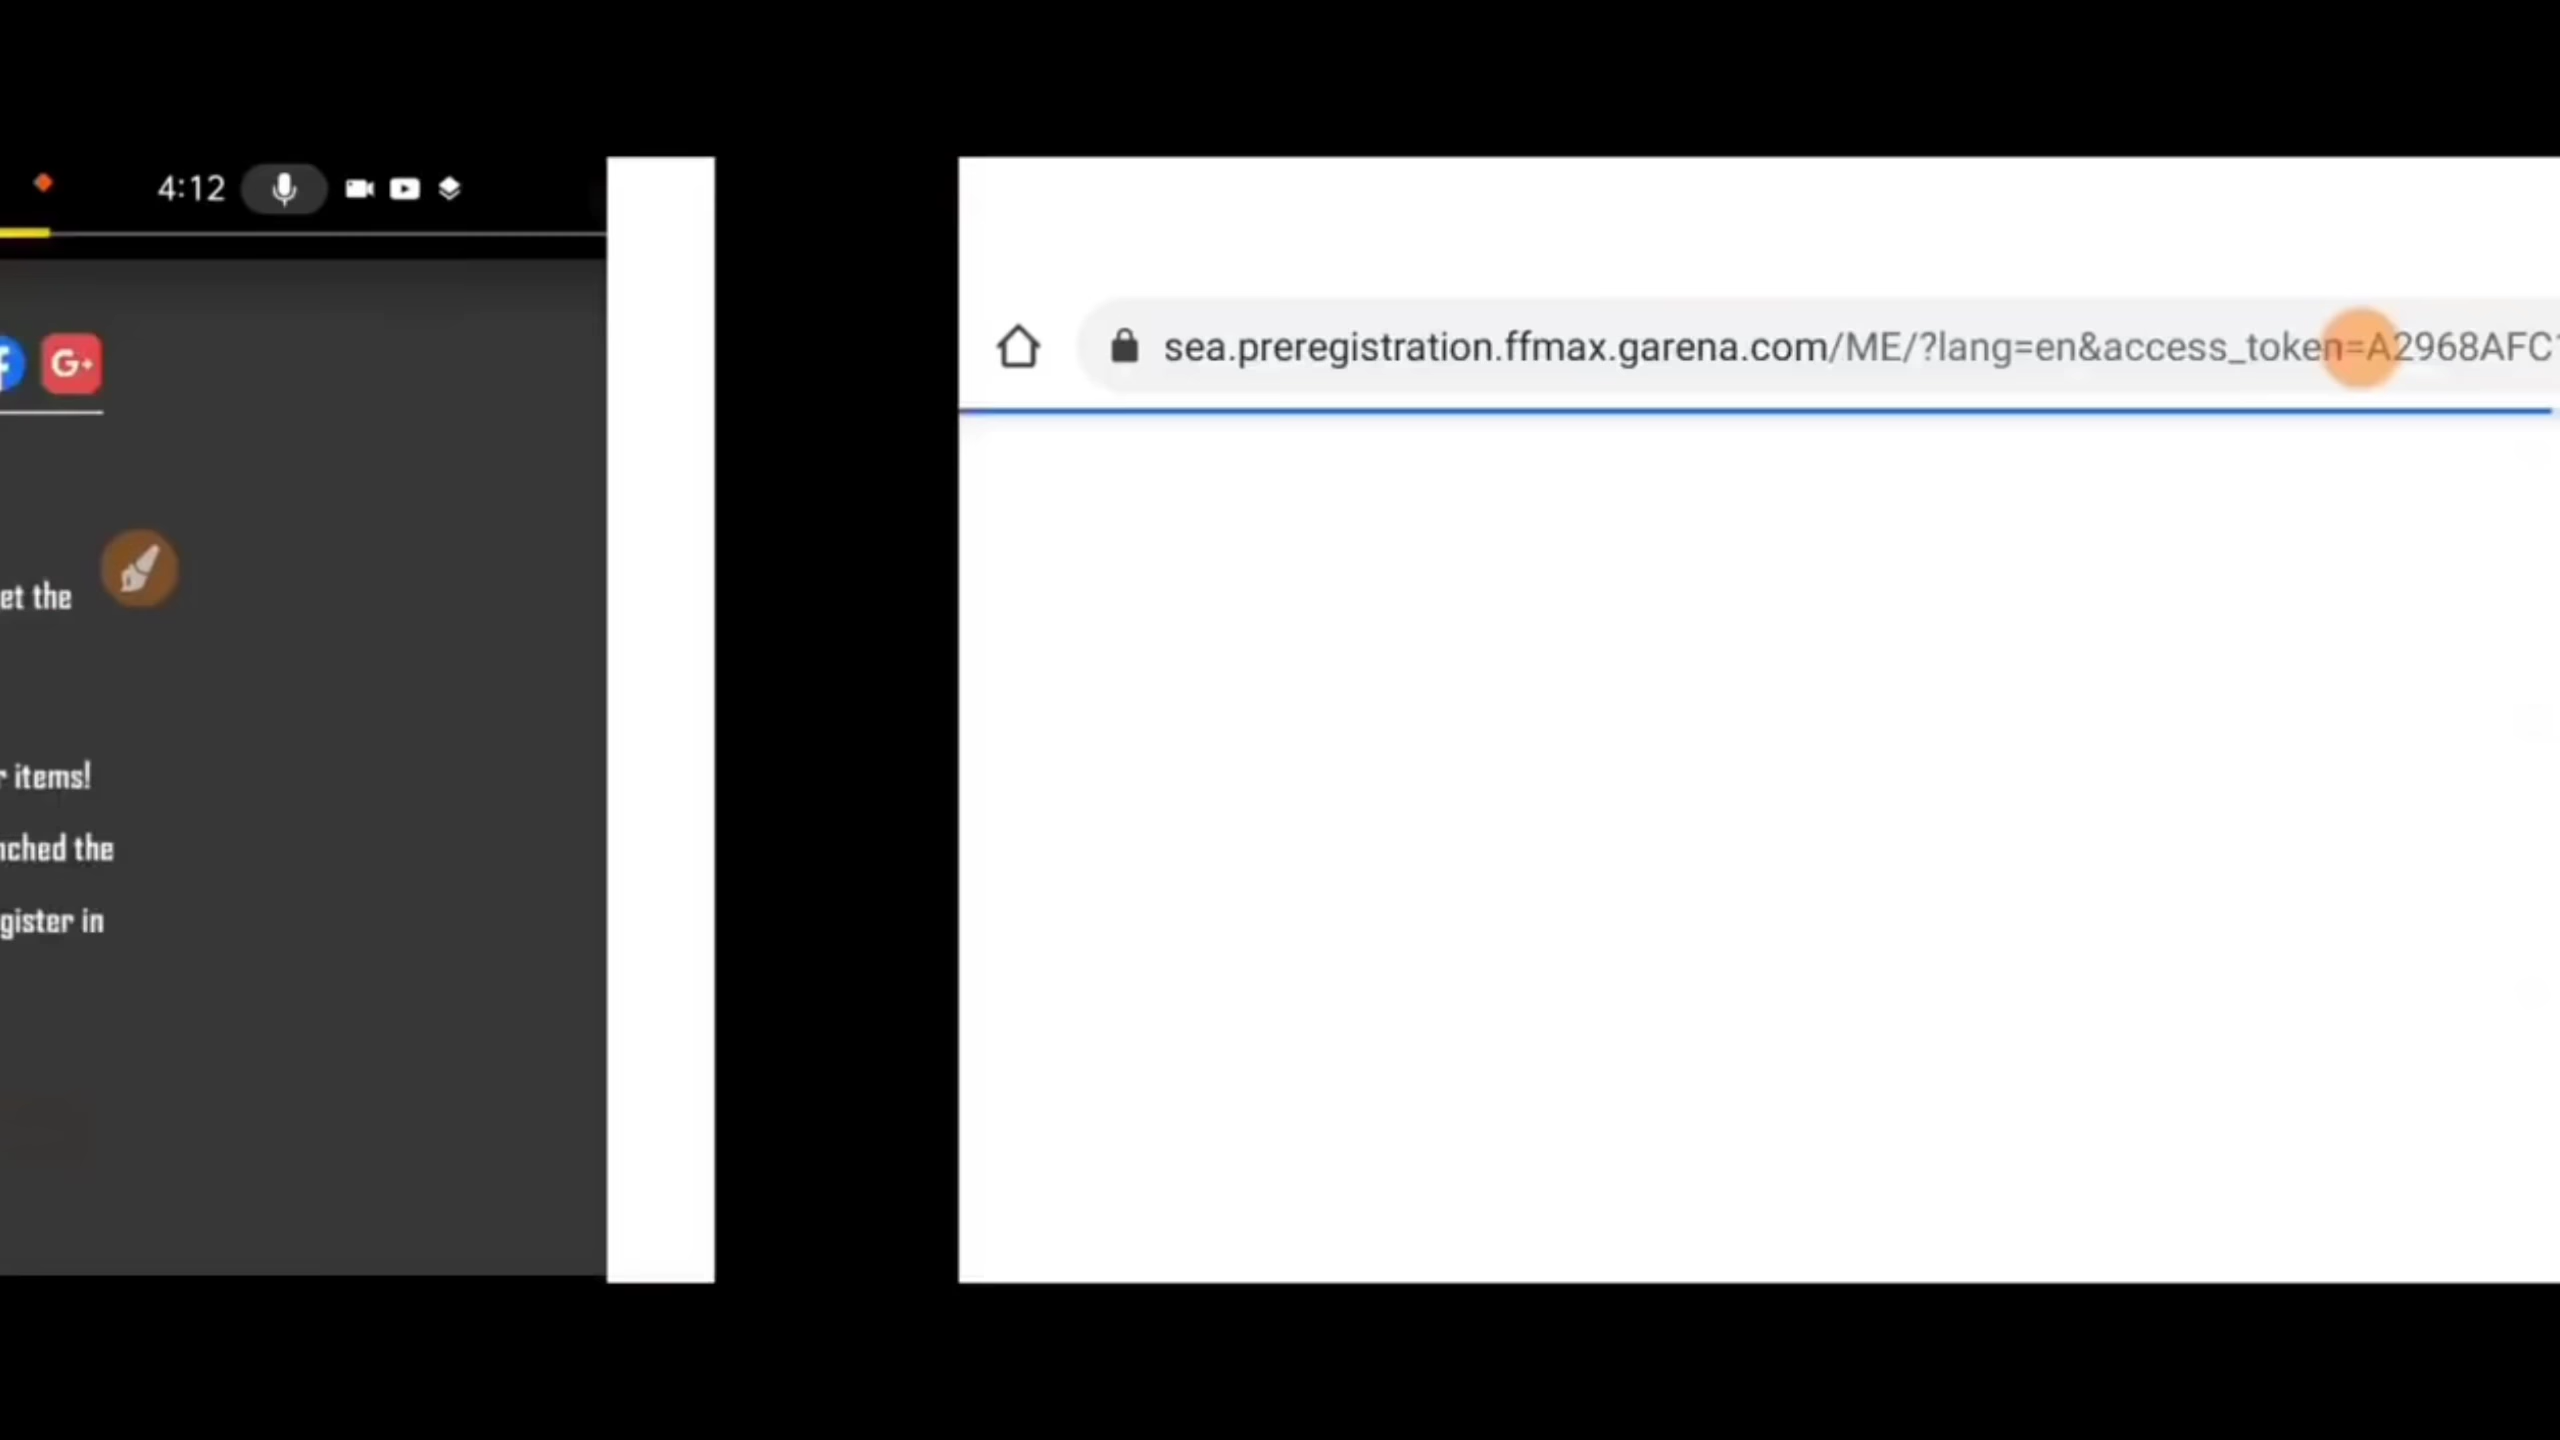 4:12
G+
et the
r items!
nched the
gister in
sea.preregistration.ffmax.garena.com/ME/?lang=en&access_token=A2968AFC